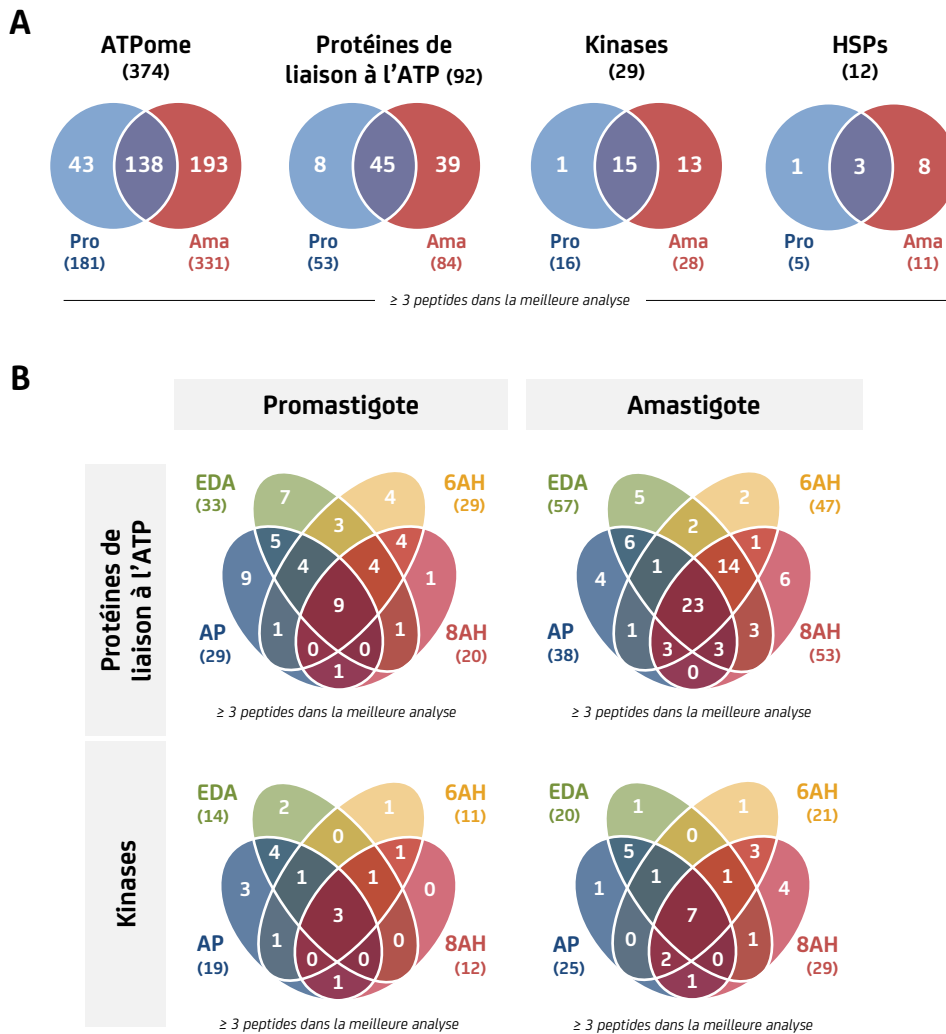 A
ATPome
(374)
43 138 193
Pro
(181)
Ama
(331)
Protéines de
liaison à l'ATP (92)
8 45 39
Pro
(53)
Ama
(84)
Kinases
(29)
1 15 13
Pro
(16)
Ama
(28)
HSPs
(12)
1 3 8
Pro
(5)
Ama
(11)
≥ 3 peptides dans la meilleure analyse
B
Promastigote
Amastigote
Protéines de
liaison à l'ATP
EDA
(33)
6AH
(29)
AP
(29)
8AH
(20)
7 4
3
5 4
9 4 4 1
9
1 1
0 0
1
≥ 3 peptides dans la meilleure analyse
EDA
(57)
6AH
(47)
AP
(38)
8AH
(53)
5 2
2
6 1
4 1 14 6
23
1 3
3 3
0
≥ 3 peptides dans la meilleure analyse
Kinases
EDA
(14)
6AH
(11)
AP
(19)
8AH
(12)
2 1
0
4 1
3 1 1 0
3
1 0
0 0
1
≥ 3 peptides dans la meilleure analyse
EDA
(20)
6AH
(21)
AP
(25)
8AH
(29)
1 1
0
5 3
1 1 1 4
7
0 1
2 0
1
≥ 3 peptides dans la meilleure analyse